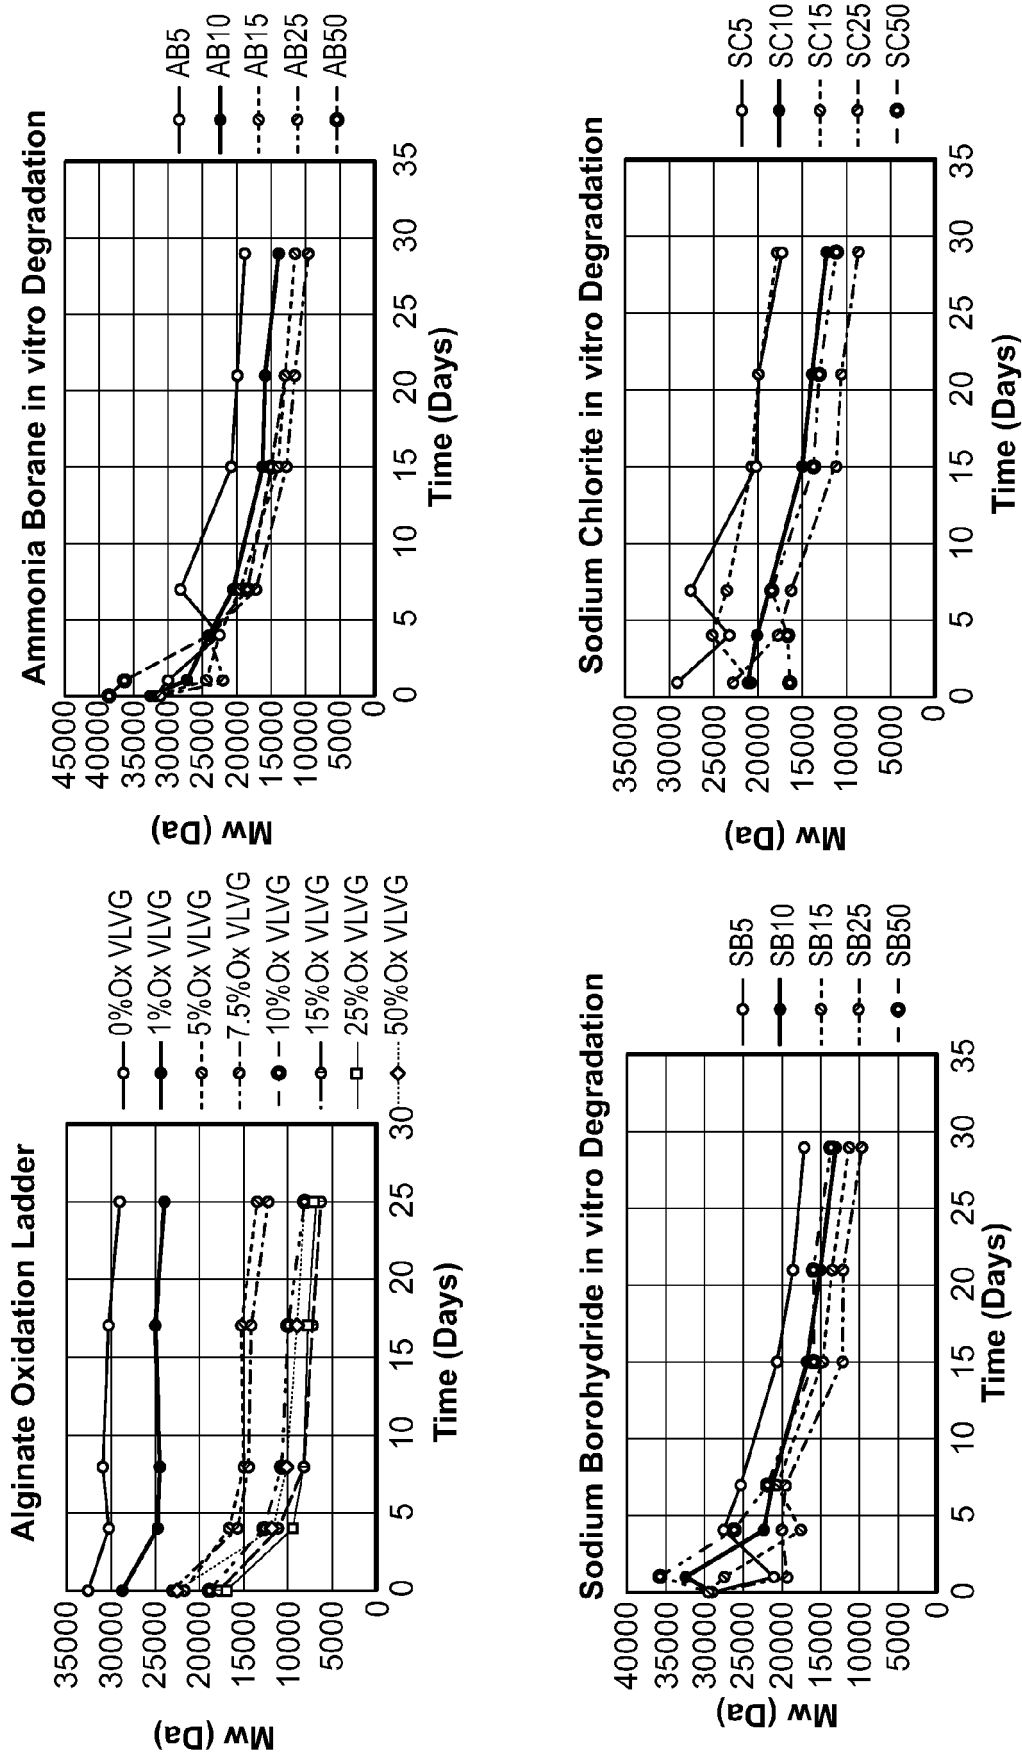 Alginate Oxidation Ladder
Mw (Da)
35000
30000
25000
20000
15000
10000
5000
0
0 5 10 15 20 25 30
Time (Days)
0%Ox VLVG
1%Ox VLVG
5%Ox VLVG
7.5%Ox VLVG
10%Ox VLVG
15%Ox VLVG
25%Ox VLVG
50%Ox VLVG
Ammonia Borane in vitro Degradation
Mw (Da)
45000
40000
35000
30000
25000
20000
15000
10000
5000
0
0 5 10 15 20 25 30 35
Time (Days)
AB5
AB10
AB15
AB25
AB50
Sodium Borohydride in vitro Degradation
Mw (Da)
40000
35000
30000
25000
20000
15000
10000
5000
0
0 5 10 15 20 25 30 35
Time (Days)
SB5
SB10
SB15
SB25
SB50
Sodium Chlorite in vitro Degradation
Mw (Da)
35000
30000
25000
20000
15000
10000
5000
0
0 5 10 15 20 25 30 35
Time (Days)
SC5
SC10
SC15
SC25
SC50